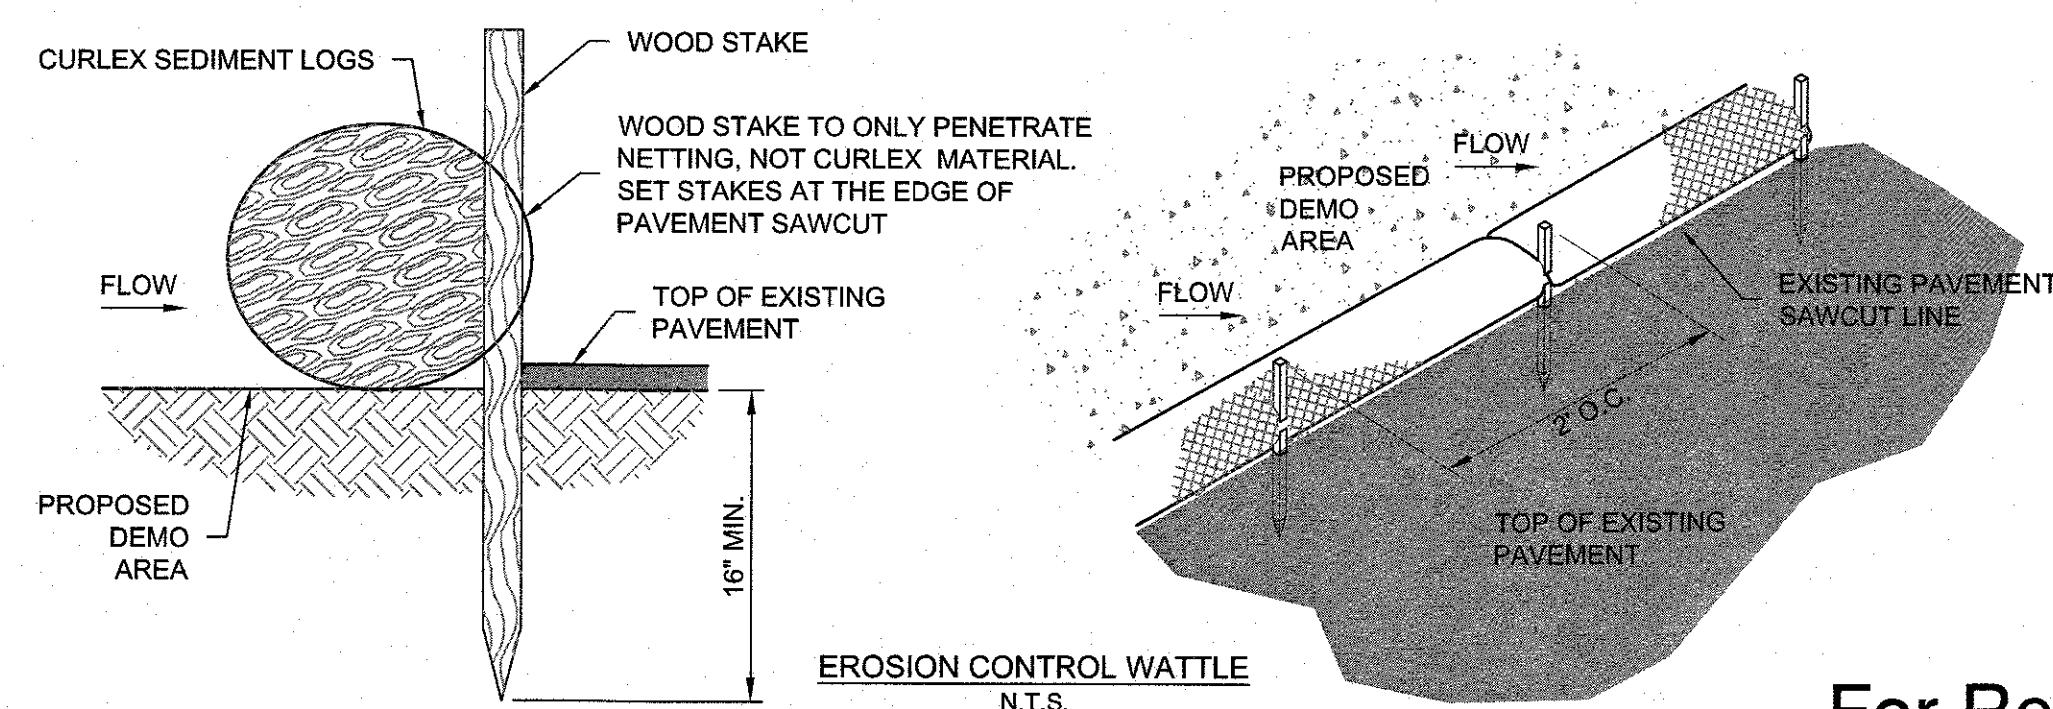 CURLEX SEDIMENT LOGS
WOOD STAKE
WOOD STAKE TO ONLY PENETRATE
NETTING, NOT CURLEX MATERIAL.
SET STAKES AT THE EDGE OF
PAVEMENT SAWCUT
FLOW
TOP OF EXISTING
PAVEMENT
PROPOSED
DEMO
AREA
16" MIN.
EROSION CONTROL WATTLE
N.T.S.
FLOW
PROPOSED
DEMO
AREA
FLOW
EXISTING PAVEMENT
SAWCUT LINE
2' O.C.
TOP OF EXISTING
PAVEMENT
For